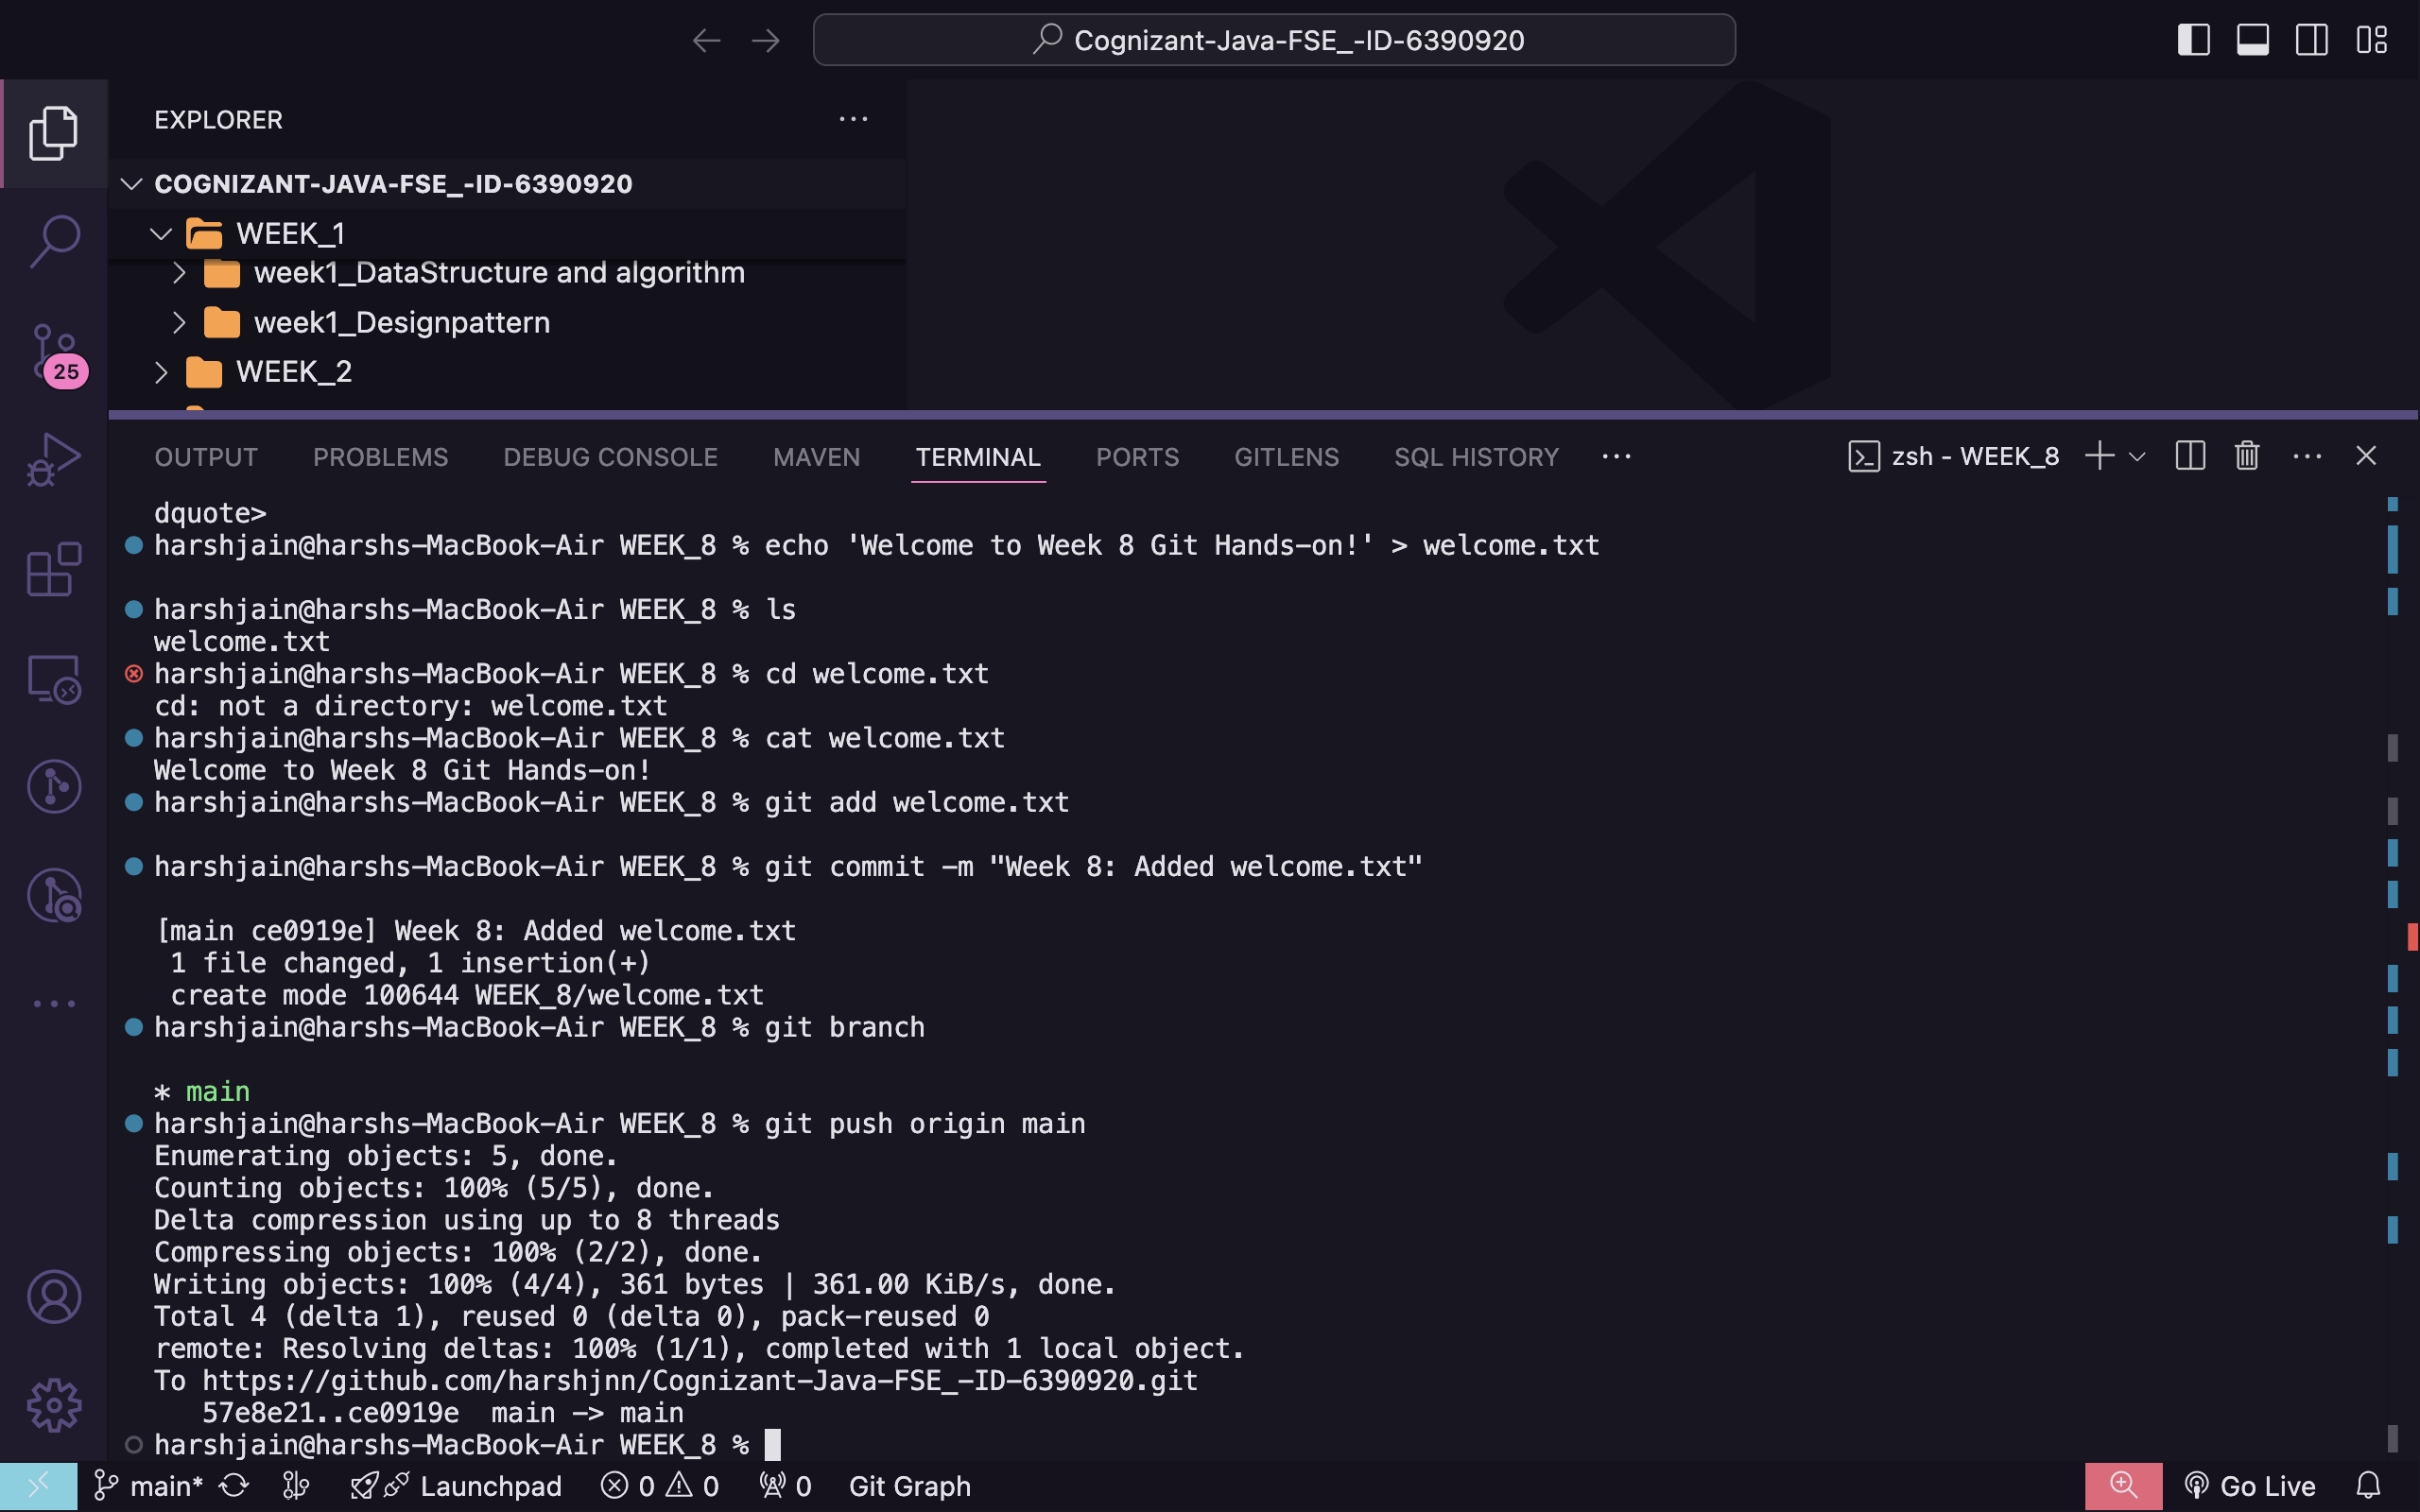 Cognizant-Java-FSE_-ID-6390920
EXPLORER
COGNIZANT-JAVA-FSE_-ID-6390920
WEEK_1
week1_DataStructure and algorithm
week1_Designpattern
WEEK_2
25
OUTPUT PROBLEMS DEBUG CONSOLE MAVEN TERMINAL PORTS GITLENS SQL HISTORY zsh - WEEK_8
dquote>
harshjain@harshs-MacBook-Air WEEK_8 % echo 'Welcome to Week 8 Git Hands-on!' > welcome.txt
harshjain@harshs-MacBook-Air WEEK_8 % ls
welcome.txt
harshjain@harshs-MacBook-Air WEEK_8 % cd welcome.txt
cd: not a directory: welcome.txt
harshjain@harshs-MacBook-Air WEEK_8 % cat welcome.txt
Welcome to Week 8 Git Hands-on!
harshjain@harshs-MacBook-Air WEEK_8 % git add welcome.txt
harshjain@harshs-MacBook-Air WEEK_8 % git commit -m "Week 8: Added welcome.txt"
[main ce0919e] Week 8: Added welcome.txt
1 file changed, 1 insertion(+)
create mode 100644 WEEK_8/welcome.txt
harshjain@harshs-MacBook-Air WEEK_8 % git branch
* main
harshjain@harshs-MacBook-Air WEEK_8 % git push origin main
Enumerating objects: 5, done.
Counting objects: 100% (5/5), done.
Delta compression using up to 8 threads
Compressing objects: 100% (2/2), done.
Writing objects: 100% (4/4), 361 bytes | 361.00 KiB/s, done.
Total 4 (delta 1), reused 0 (delta 0), pack-reused 0
remote: Resolving deltas: 100% (1/1), completed with 1 local object.
To https://github.com/harshjnn/Cognizant-Java-FSE_-ID-6390920.git
57e8e21..ce0919e  main -> main
harshjain@harshs-MacBook-Air WEEK_8 %
main* Launchpad 0 0 0 Git Graph Go Live